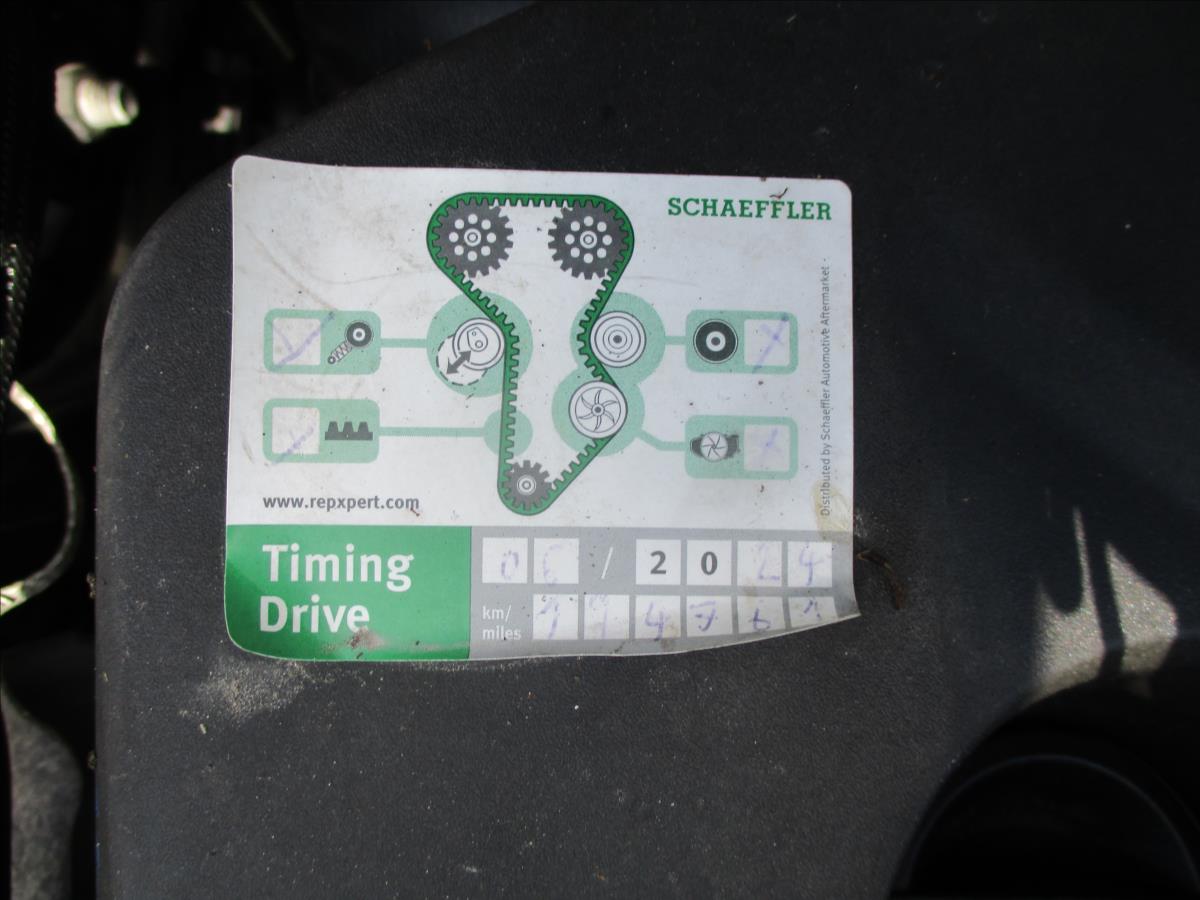 SCHAEFFLER
Distributed by Schaeffler Automotive Aftermarket
www.repxpert.com
Timing
Drive
06 / 2024
km/
miles